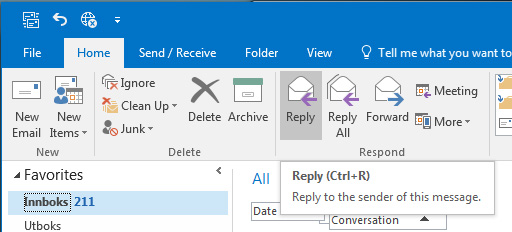 File Home Send / Receive Folder View Tell me what you want to
New Email
New Items
Ignore
Clean Up
Junk
Delete
Archive
Reply
Reply All
Forward
Meeting
More
New Delete Respond
Favorites
Innboks 211
Utboks
All
Date
Conversation
Reply (Ctrl+R)
Reply to the sender of this message.